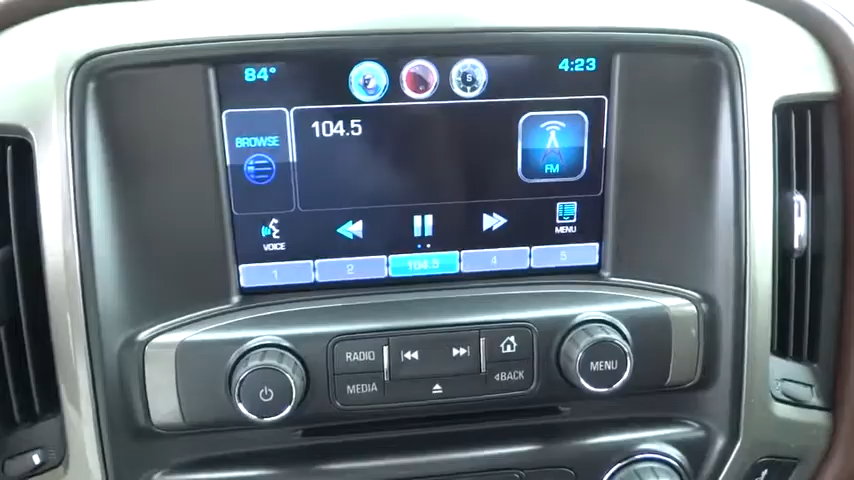 84° S 4:23
BROWSE 104.5 FM
VOICE MENU
1 2 104.5 4 5
RADIO MENU
MEDIA BACK